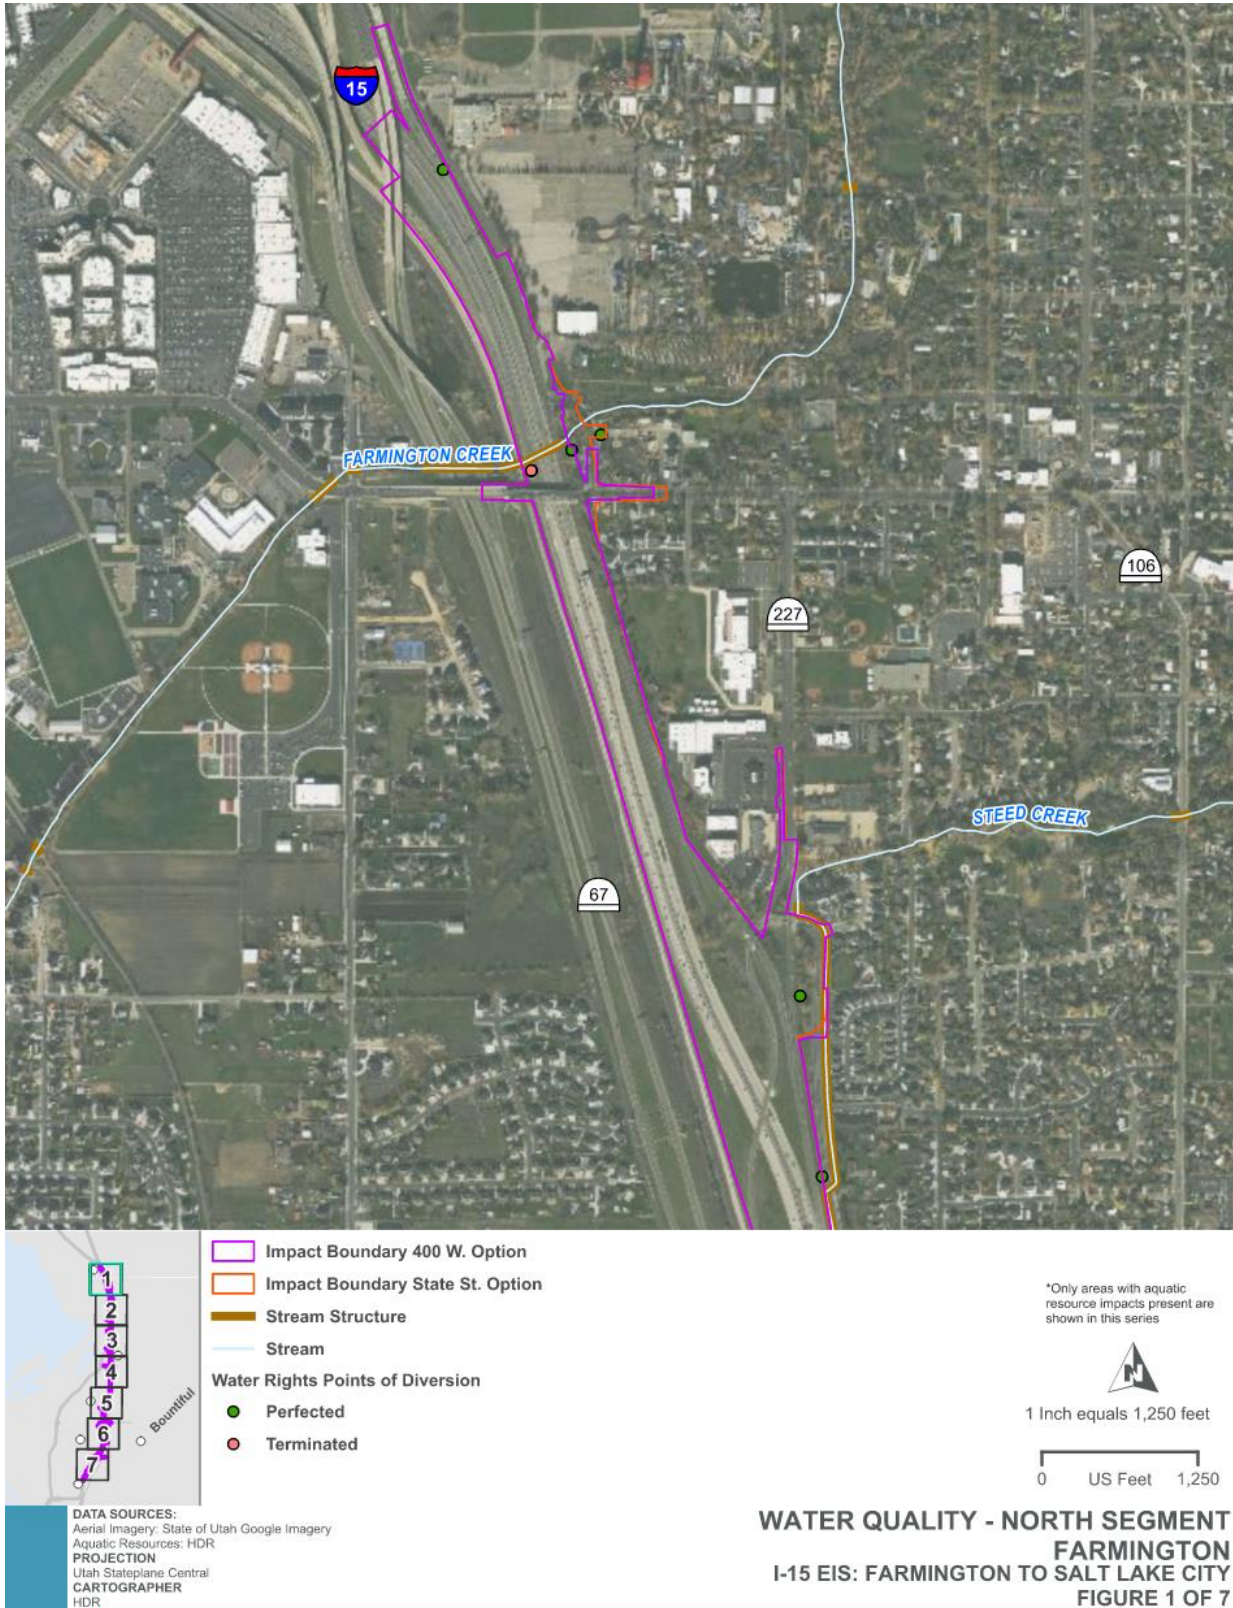 15
FARMINGTON CREEK
106
227
STEED CREEK
67
1
2
3
4
5
6
7
Bountiful
Impact Boundary 400 W. Option
Impact Boundary State St. Option
Stream Structure
Stream
Water Rights Points of Diversion
Perfected
Terminated
*Only areas with aquatic
resource impacts present are
shown in this series
N
1 Inch equals 1,250 feet
0 US Feet 1,250
DATA SOURCES:
Aerial Imagery: State of Utah Google Imagery
Aquatic Resources: HDR
PROJECTION
Utah Stateplane Central
CARTOGRAPHER
HDR
WATER QUALITY - NORTH SEGMENT
FARMINGTON
I-15 EIS: FARMINGTON TO SALT LAKE CITY
FIGURE 1 OF 7